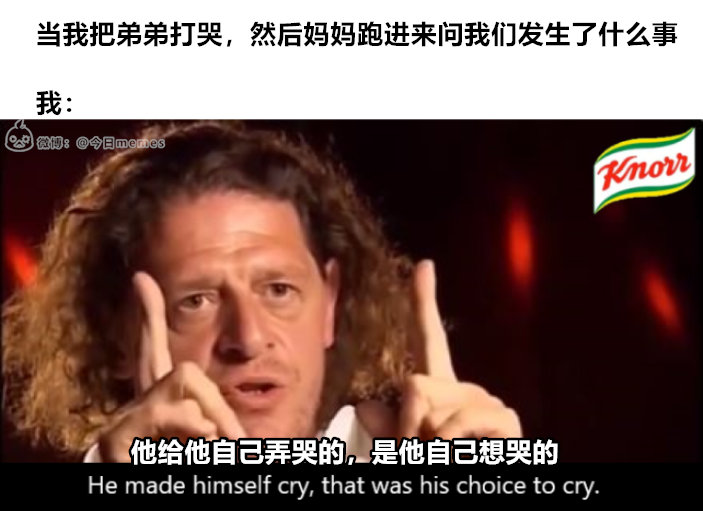 当我把弟弟打哭，然后妈妈跑进来问我们发生了什么事
我：
微博：@今日memes
Knorr
他给他自己弄哭的，是他自己想哭的
He made himself cry, that was his choice to cry.